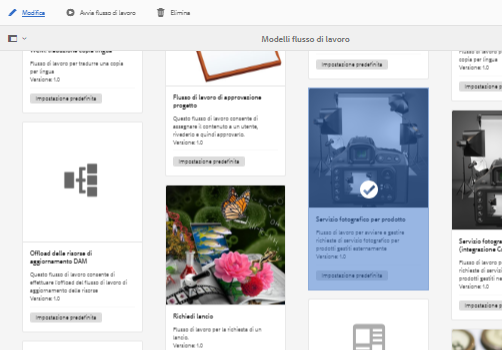 Modifica
Avvia flusso di lavoro
Elimina
Modelli flusso di lavoro
Flusso di lavoro per tradurre una copia
per lingua
Versione: 1.0
Impostazione predefinita
Offload delle risorse di
aggiornamento DAM
Questo flusso di lavoro consente di
effettuare l'offload del flusso di lavoro di
aggiornamento delle risorse
Versione: 1.0
Impostazione predefinita
Flusso di lavoro di approvazione
progetto
Questo flusso di lavoro consente di
assegnare il contenuto a un utente,
rivederlo e quindi approvarlo.
Versione: 1.0
Impostazione predefinita
Richiedi lancio
Flusso di lavoro per la richiesta di un
lancio.
Versione: 1.0
Impostazione predefinita
Servizio fotografico per prodotto
Flusso di lavoro per avviare e gestire
richieste di servizio fotografico per
prodotti gestiti esternamente
Versione: 1.0
Impostazione predefinita
copia per
Versione: 1.0
Impostazione
Servizio
(integrazione
Flusso di lavoro
richieste di
prodotti
Versione: 1.0
Impostazione